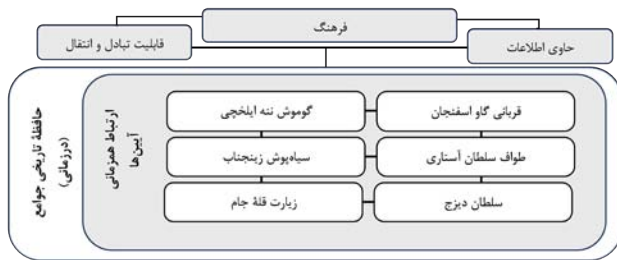 فرهنگ
حاوی اطلاعات
قابلیت تبادل و انتقال
حافظهٔ تاریخی جوامع
(درزمانی)
ارتباط همزمانی
آیین‌ها
قربانی گاو اسفنجان
گوموش ننه ایلخچی
طواف سلطان آستاری
سیاه‌پوش زینجناب
سلطان دیزج
زیارت قلهٔ جام